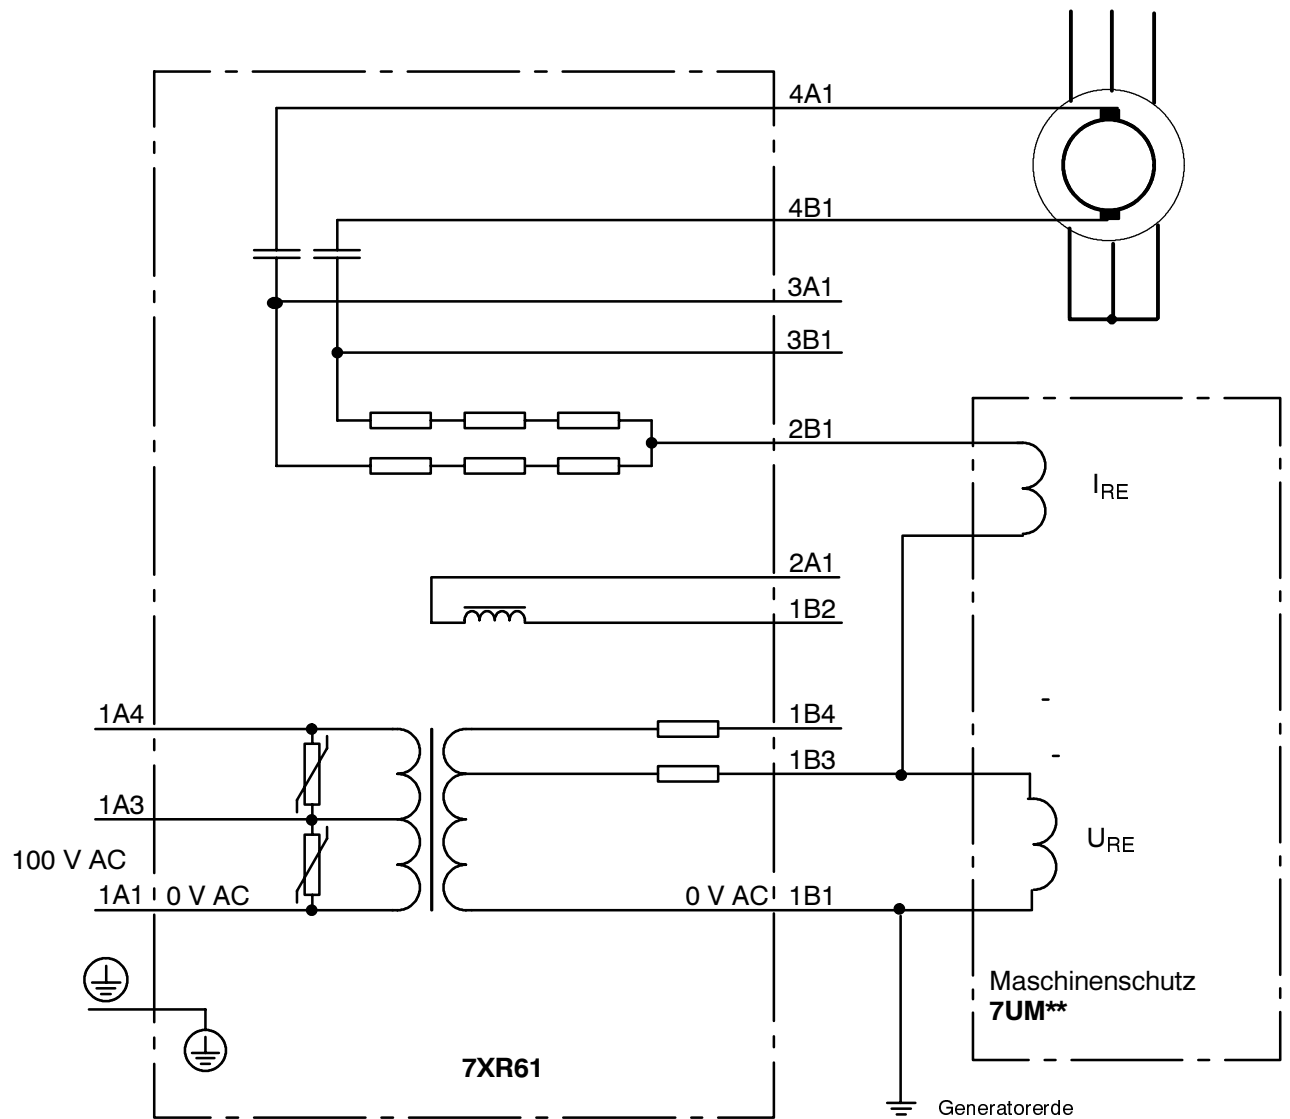 4A1
4B1
3A1
3B1
2B1
I_RE
2A1
1B2
1A4
1B4
1B3
1A3
U_RE
100 V AC
1A1 0 V AC
0 V AC 1B1
Maschinenschutz
7UM**
7XR61
Generatorerde